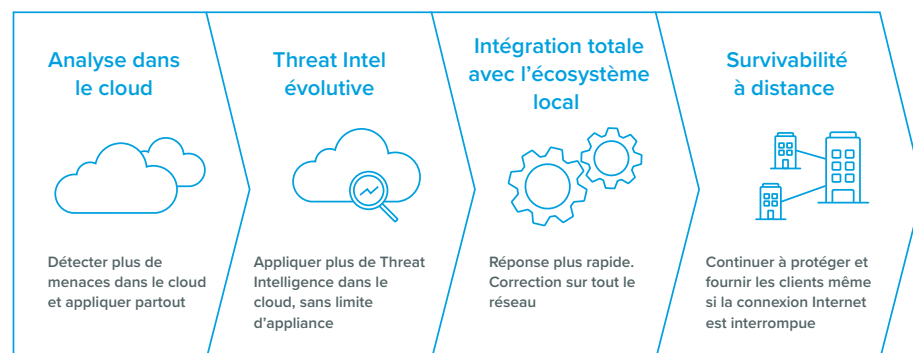 Analyse dans
le cloud
Détecter plus de
menaces dans le cloud
et appliquer partout
Threat Intel
évolutive
Appliquer plus de Threat
Intelligence dans le
cloud, sans limite
d’appliance
Intégration totale
avec l’écosystème
local
Réponse plus rapide.
Correction sur tout le
réseau
Survivabilité
à distance
Continuer à protéger et
fournir les clients même
si la connexion Internet
est interrompue